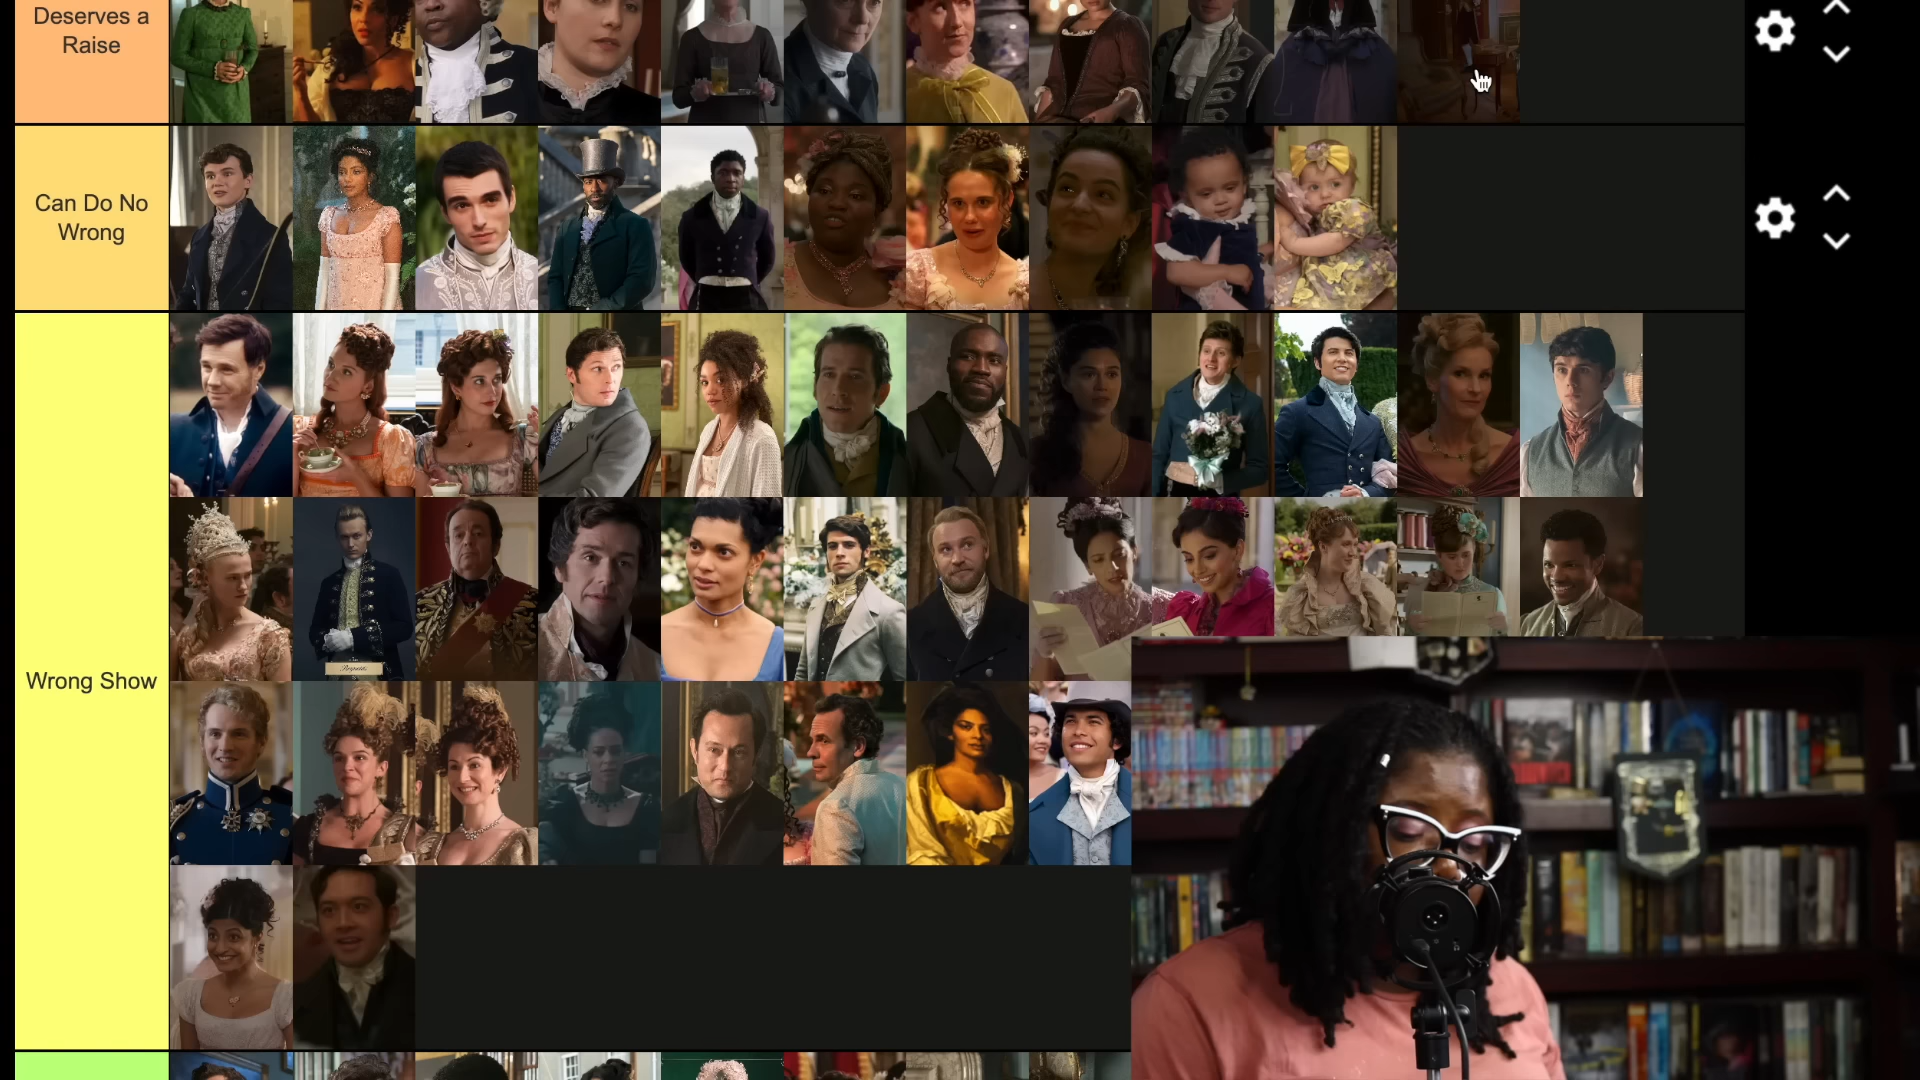 Deserves a
Raise
Can Do No
Wrong
Wrong Show